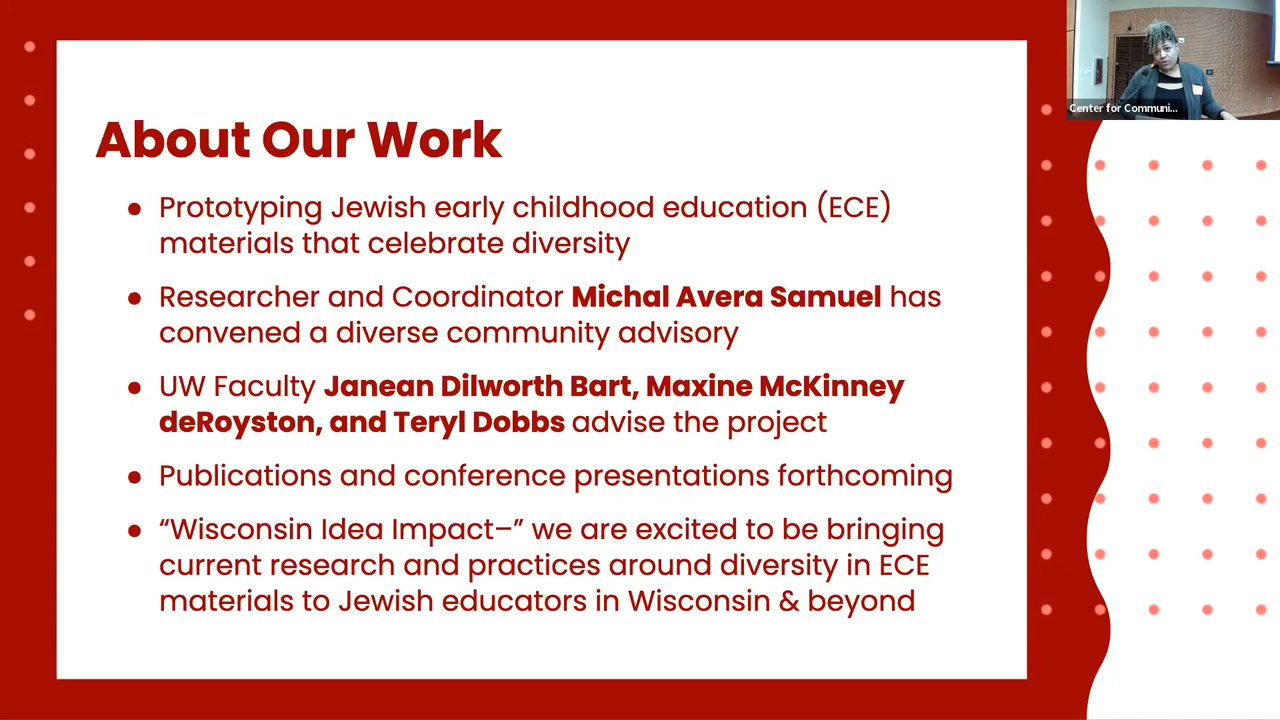 About Our Work
● Prototyping Jewish early childhood education (ECE)
materials that celebrate diversity
● Researcher and Coordinator Michal Avera Samuel has
convened a diverse community advisory
● UW Faculty Janean Dilworth Bart, Maxine McKinney
deRoyston, and Teryl Dobbs advise the project
● Publications and conference presentations forthcoming
● “Wisconsin Idea Impact–” we are excited to be bringing
current research and practices around diversity in ECE
materials to Jewish educators in Wisconsin & beyond
Center for Communi...